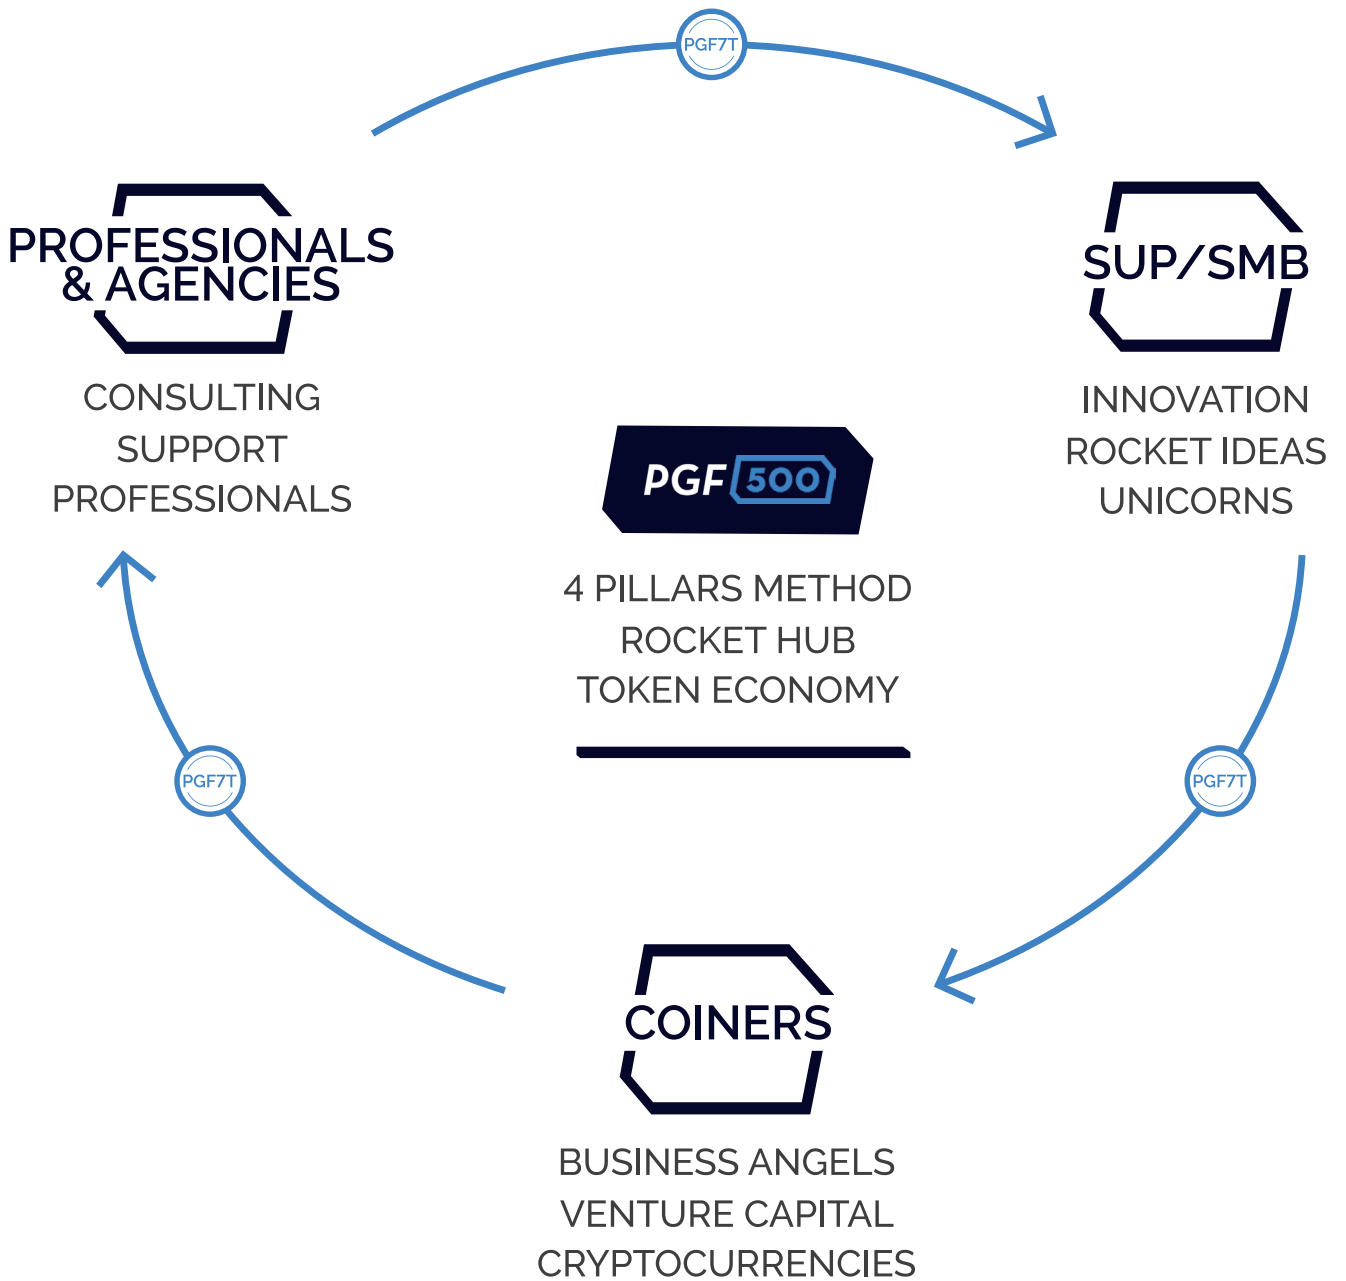 PGF7T
PROFESSIONALS
& AGENCIES
CONSULTING
SUPPORT
PROFESSIONALS
SUP/SMB
INNOVATION
ROCKET IDEAS
UNICORNS
PGF 500
4 PILLARS METHOD
ROCKET HUB
TOKEN ECONOMY
PGF7T
PGF7T
COINERS
BUSINESS ANGELS
VENTURE CAPITAL
CRYPTOCURRENCIES